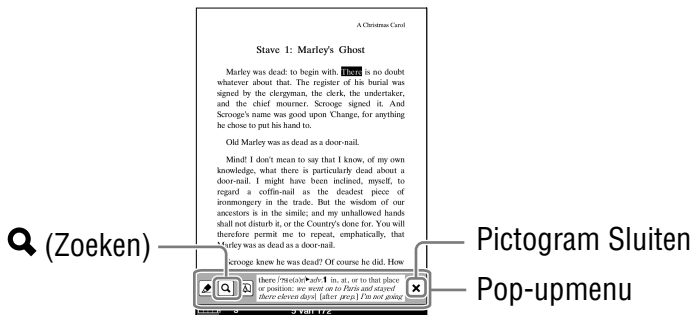 A Christmas Carol
Stave 1: Marley's Ghost
Marley was dead: to begin with. There is no doubt
whatever about that. The register of his burial was
signed by the clergyman, the clerk, the undertaker,
and the chief mourner. Scrooge signed it. And
Scrooge's name was good upon 'Change, for anything
he chose to put his hand to.
Old Marley was as dead as a door-nail.
Mind! I don't mean to say that I know, of my own
knowledge, what there is particularly dead about a
door-nail. I might have been inclined, myself, to
regard a coffin-nail as the deadest piece of
ironmongery in the trade. But the wisdom of our
ancestors is in the simile; and my unhallowed hands
shall not disturb it, or the Country's done for. You will
therefore permit me to repeat, emphatically, that
Marley was as dead as a door-nail.
Scrooge knew he was dead? Of course he did. How
(Zoeken)
Pictogram Sluiten
Pop-upmenu
adv. 1 in, at, or to that place
there
or position: we went on to Paris and stayed
there eleven days| [after prep.] I'm not going